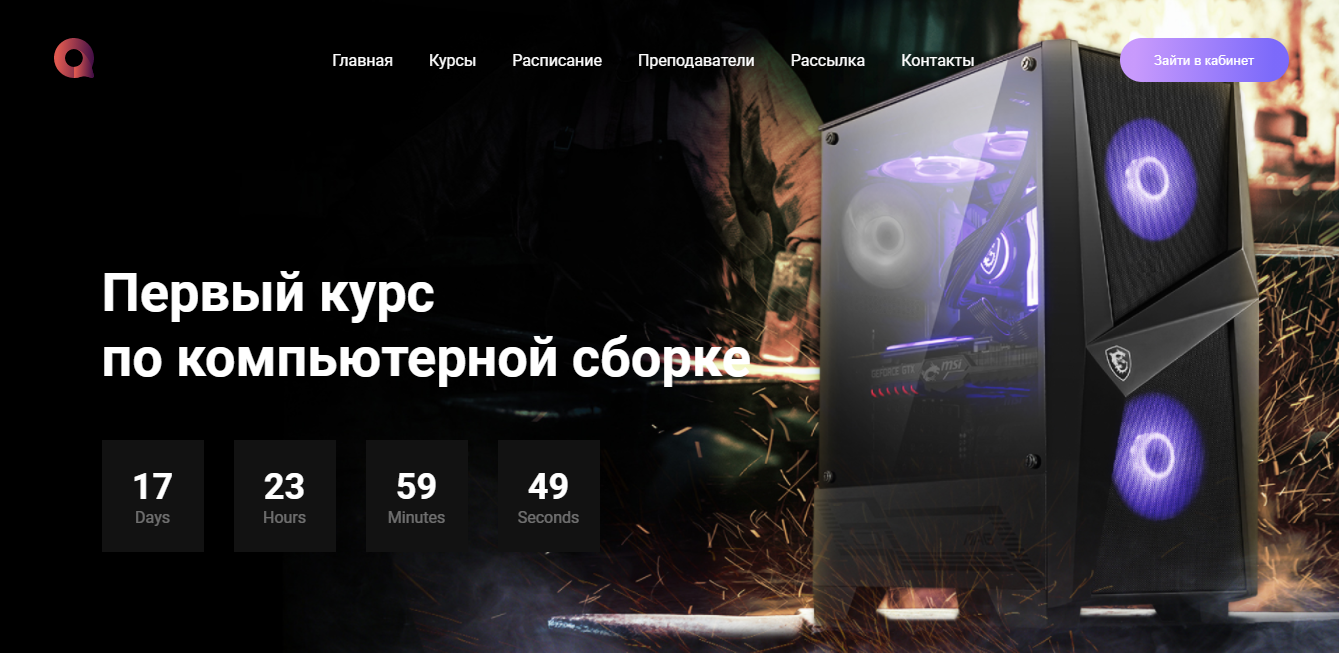 Главная
Курсы
Расписание
Преподаватели
Рассылка
Контакты
Зайти в кабинет
Первый курс
по компьютерной сборке
17
Days
23
Hours
59
Minutes
49
Seconds
GEFORCE GTX
msi